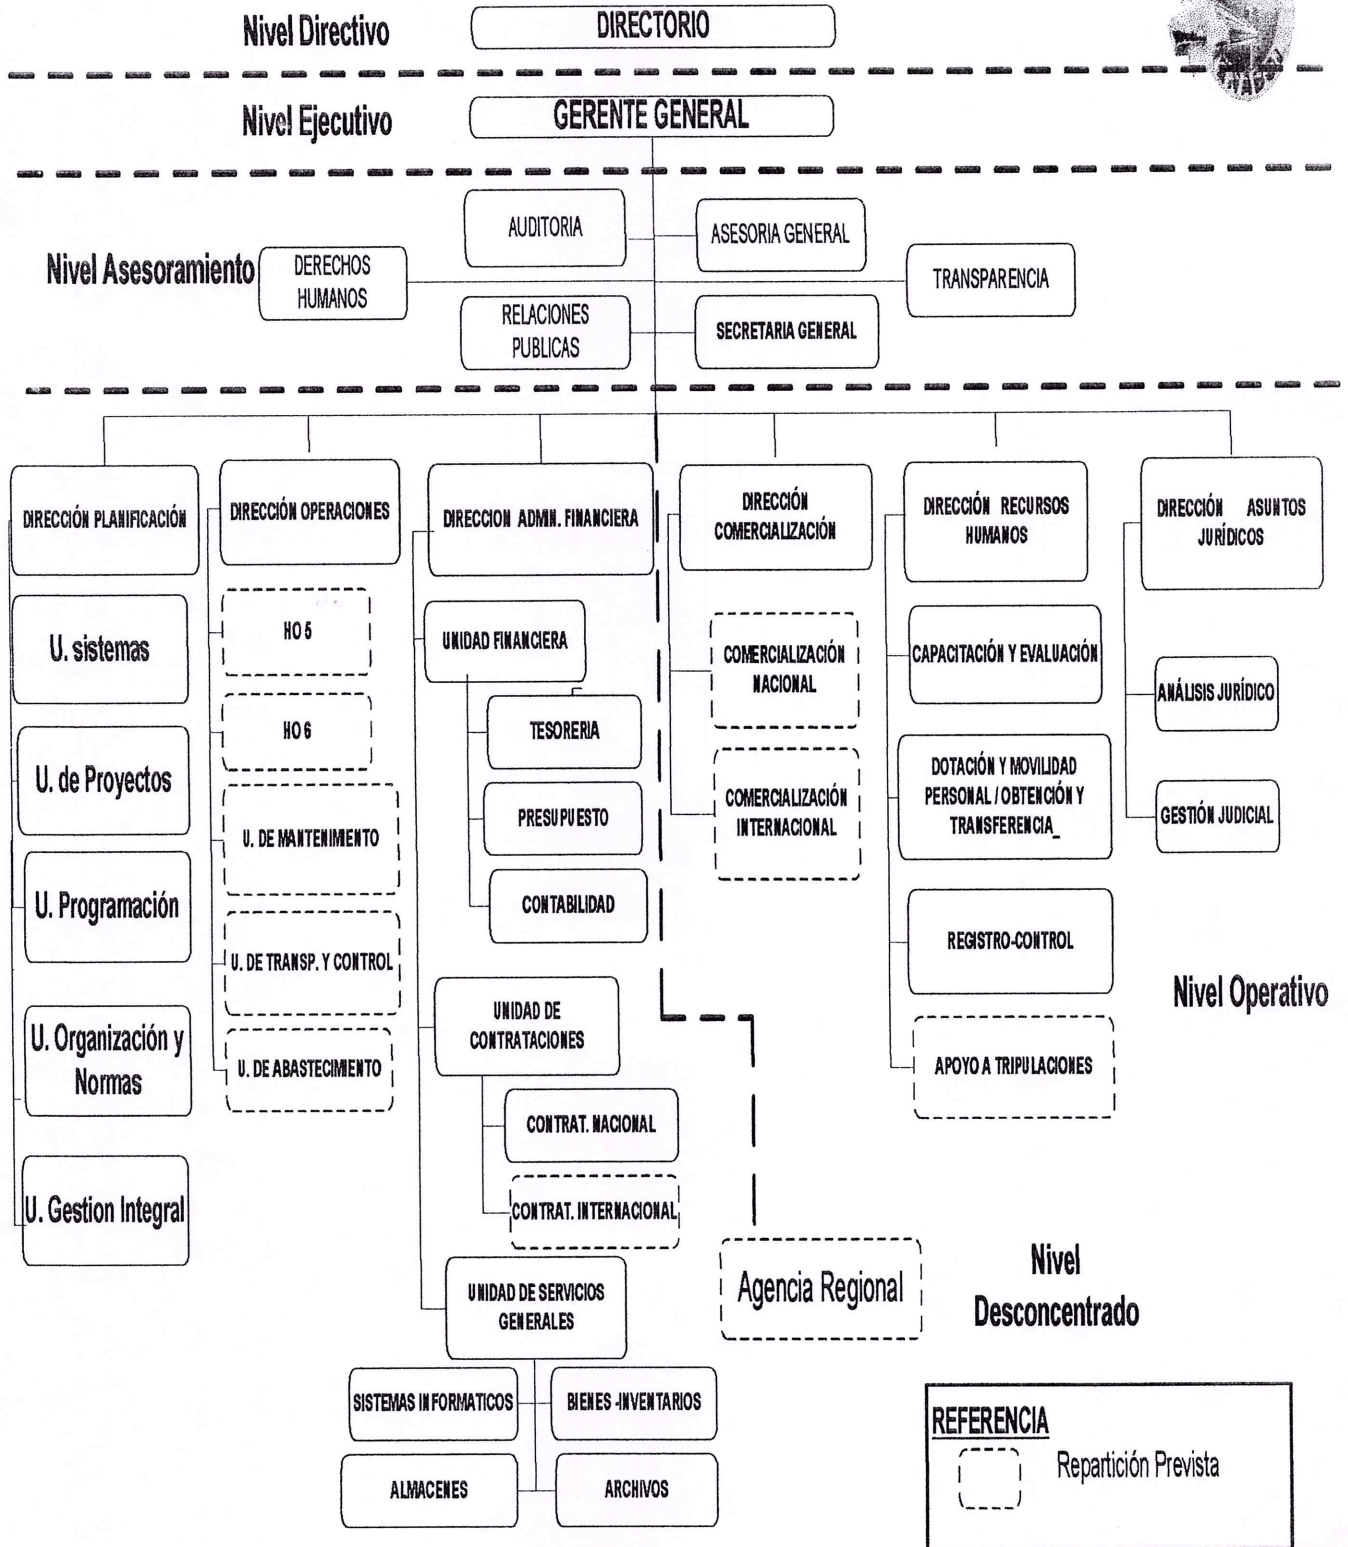 Nivel Directivo
DIRECTORIO
Nivel Ejecutivo
GERENTE GENERAL
Nivel Asesoramiento
AUDITORIA
ASESORIA GENERAL
DERECHOS
HUMANOS
TRANSPARENCIA
RELACIONES
PUBLICAS
SECRETARIA GENERAL
DIRECCIÓN PLANIFICACIÓN
U. sistemas
U. de Proyectos
U. Programación
U. Organización y
Normas
U. Gestion Integral
DIRECCIÓN OPERACIONES
HO 5
HO 6
U. DE MANTENIMIENTO
U. DE TRANSP. Y CONTROL
U. DE ABASTECIMIENTO
DIRECCION ADMIN. FINANCIERA
UNIDAD FINANCIERA
TESORERIA
PRESUPUESTO
CONTABILIDAD
UNIDAD DE
CONTRATACIONES
CONTRAT. NACIONAL
CONTRAT. INTERNACIONAL
UNIDAD DE SERVICIOS
GENERALES
SISTEMAS INFORMATICOS
BIENES -INVENTARIOS
ALMACENES
ARCHIVOS
DIRECCIÓN
COMERCIALIZACIÓN
COMERCIALIZACIÓN
NACIONAL
COMERCIALIZACIÓN
INTERNACIONAL
DIRECCIÓN RECURSOS
HUMANOS
CAPACITACIÓN Y EVALUACIÓN
DOTACIÓN Y MOVILIDAD
PERSONAL / OBTENCIÓN Y
TRANSFERENCIA_
REGISTRO-CONTROL
APOYO A TRIPULACIONES
DIRECCIÓN ASUNTOS
JURÍDICOS
ANÁLISIS JURÍDICO
GESTIÓN JUDICIAL
Nivel Operativo
Agencia Regional
Nivel
Desconcentrado
REFERENCIA
Repartición Prevista